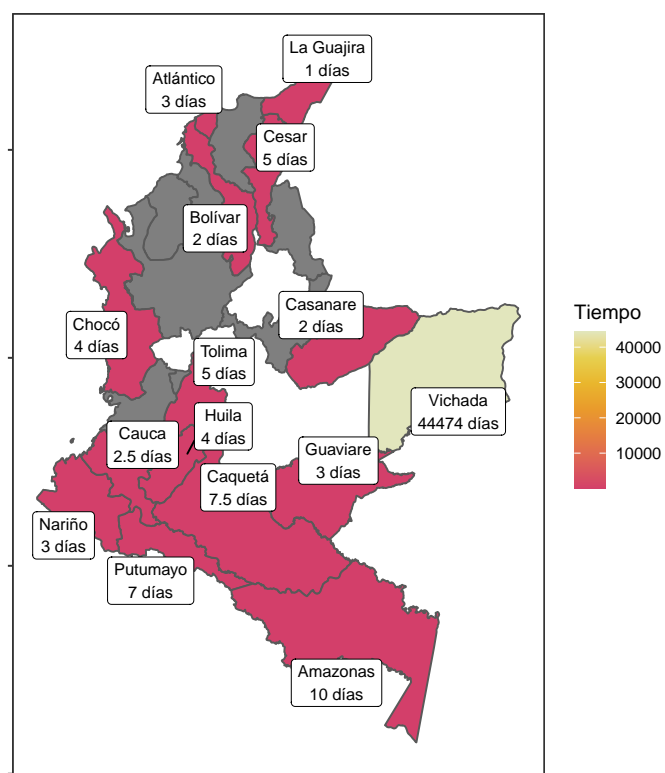 La Guajira
1 días
Atlántico
3 días
Cesar
5 días
Bolívar
2 días
Casanare
2 días
Chocó
4 días
Tolima
5 días
Vichada
44474 días
Huila
4 días
Cauca
2.5 días
Guaviare
3 días
Caquetá
7.5 días
Nariño
3 días
Putumayo
7 días
Amazonas
10 días
Tiempo
40000
30000
20000
10000